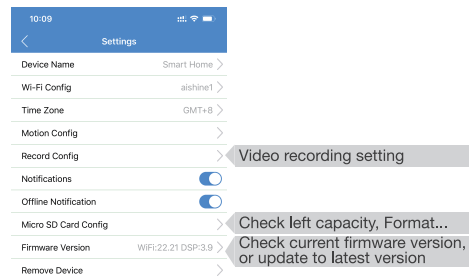 10:09
Settings
Device Name Smart Home
Wi-Fi Config aishine1
Time Zone GMT+8
Motion Config
Record Config Video recording setting
Notifications
Offline Notification
Micro SD Card Config Check left capacity, Format...
Firmware Version WiFi:22.21 DSP:3.9 Check current firmware version,
or update to latest version
Remove Device